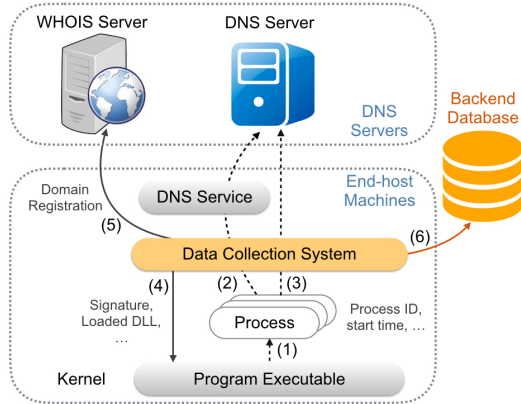 WHOIS Server
DNS Server
DNS
Servers
Backend
Database
End-host
Machines
Domain
Registration
DNS Service
(5)
(6)
Data Collection System
(4)
(2)
(3)
Signature,
Loaded DLL,
…
Process
Process ID,
start time, …
(1)
Kernel
Program Executable